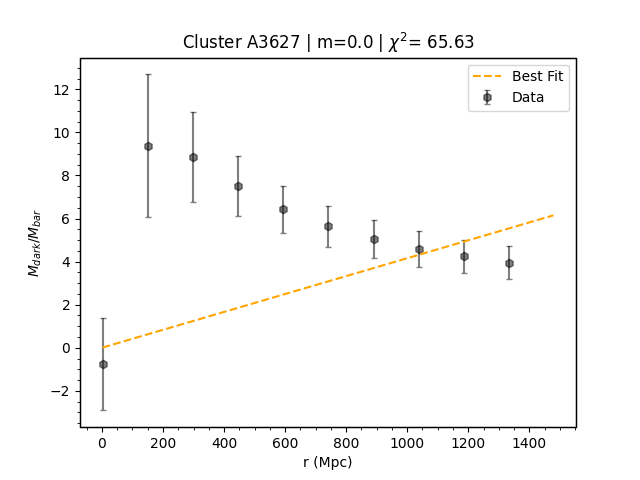 Cluster A3627 | m=0.0 | χ²= 65.63
Best Fit
Data
12
10
8
6
4
2
0
−2
M_dark/M_bar
0 200 400 600 800 1000 1200 1400
r (Mpc)